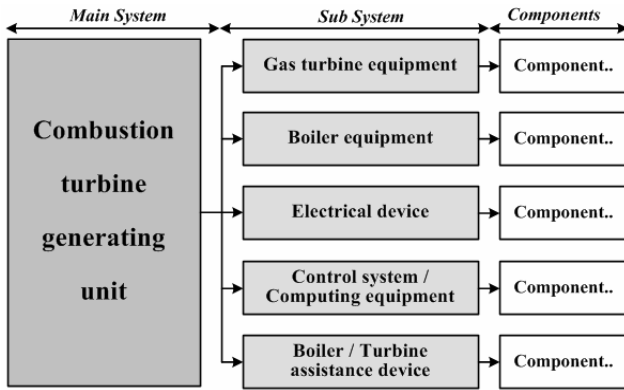 Main System
Sub System
Components
Combustion
turbine
generating
unit
Gas turbine equipment
Component..
Boiler equipment
Component..
Electrical device
Component..
Control system /
Computing equipment
Component..
Boiler / Turbine
assistance device
Component..